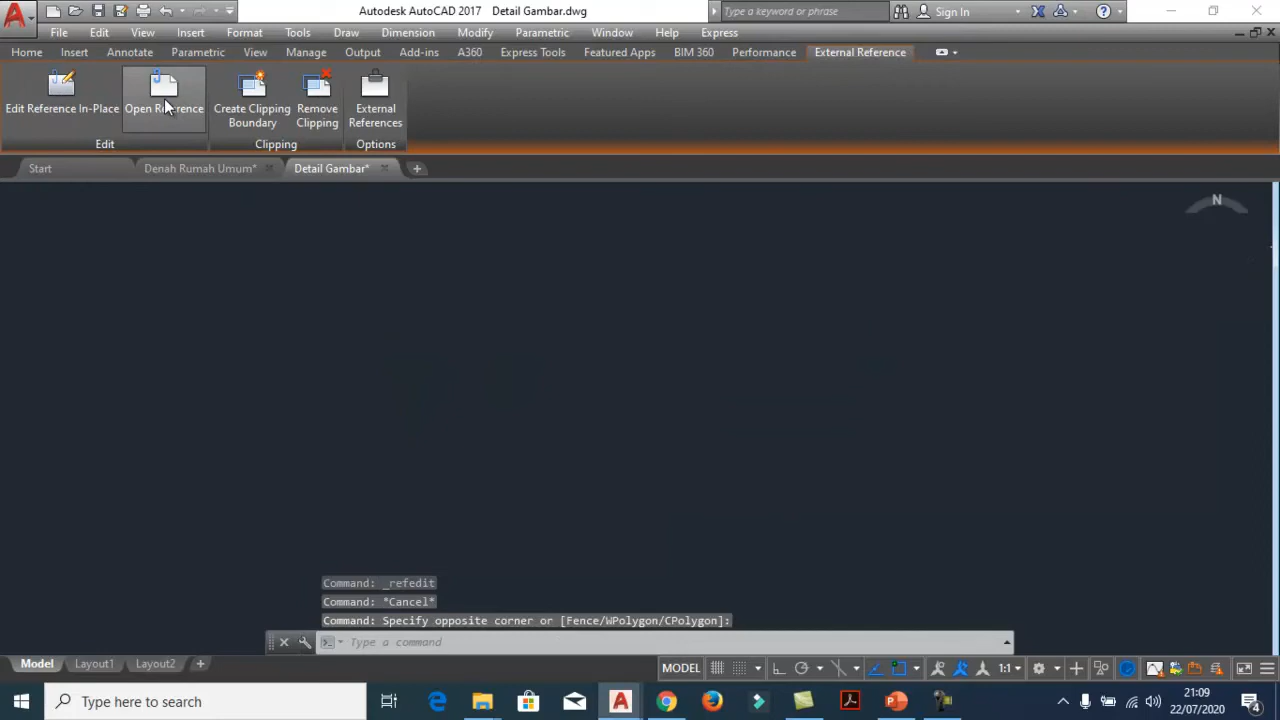 Autodesk AutoCAD 2017 Detail Gambar.dwg
Type a keyword or phrase
Sign In
File Edit View Insert Format Tools Draw Dimension Modify Parametric Window Help Express
Home Insert Annotate Parametric View Manage Output Add-ins A360 Express Tools Featured Apps BIM 360 Performance External Reference
Edit Reference In-Place
Open Reference
Create Clipping
Boundary
Remove
Clipping
External
References
Edit
Clipping
Options
Start
Denah Rumah Umum*
Detail Gambar*
N
Command: _refedit
Command: *Cancel*
Command: Specify opposite corner or [Fence/WPolygon/CPolygon]:
Type a command
Model Layout1 Layout2
MODEL
1:1
Type here to search
21:09
22/07/2020
4